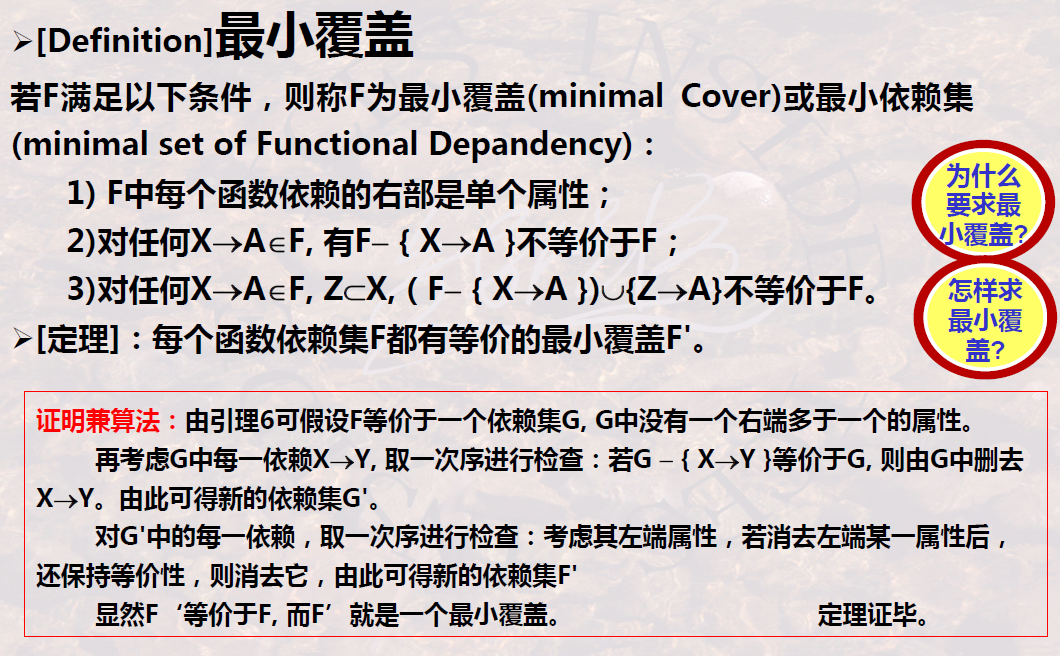 ➢[Definition]最小覆盖
若F满足以下条件，则称F为最小覆盖(minimal Cover)或最小依赖集
(minimal set of Functional Depandency)：
1) F中每个函数依赖的右部是单个属性；
2)对任何X→A∈F, 有F– { X→A }不等价于F；
3)对任何X→A∈F, Z⊂X, ( F– { X→A })∪{Z→A}不等价于F。
➢[定理]：每个函数依赖集F都有等价的最小覆盖F'。
为什么
要求最
小覆盖?
怎样求
最小覆
盖?
证明兼算法：由引理6可假设F等价于一个依赖集G, G中没有一个右端多于一个的属性。
再考虑G中每一依赖X→Y, 取一次序进行检查：若G – { X→Y }等价于G, 则由G中删去
X→Y。由此可得新的依赖集G'。
对G'中的每一依赖，取一次序进行检查：考虑其左端属性，若消去左端某一属性后，
还保持等价性，则消去它，由此可得新的依赖集F'
显然F‘等价于F, 而F’就是一个最小覆盖。 定理证毕。